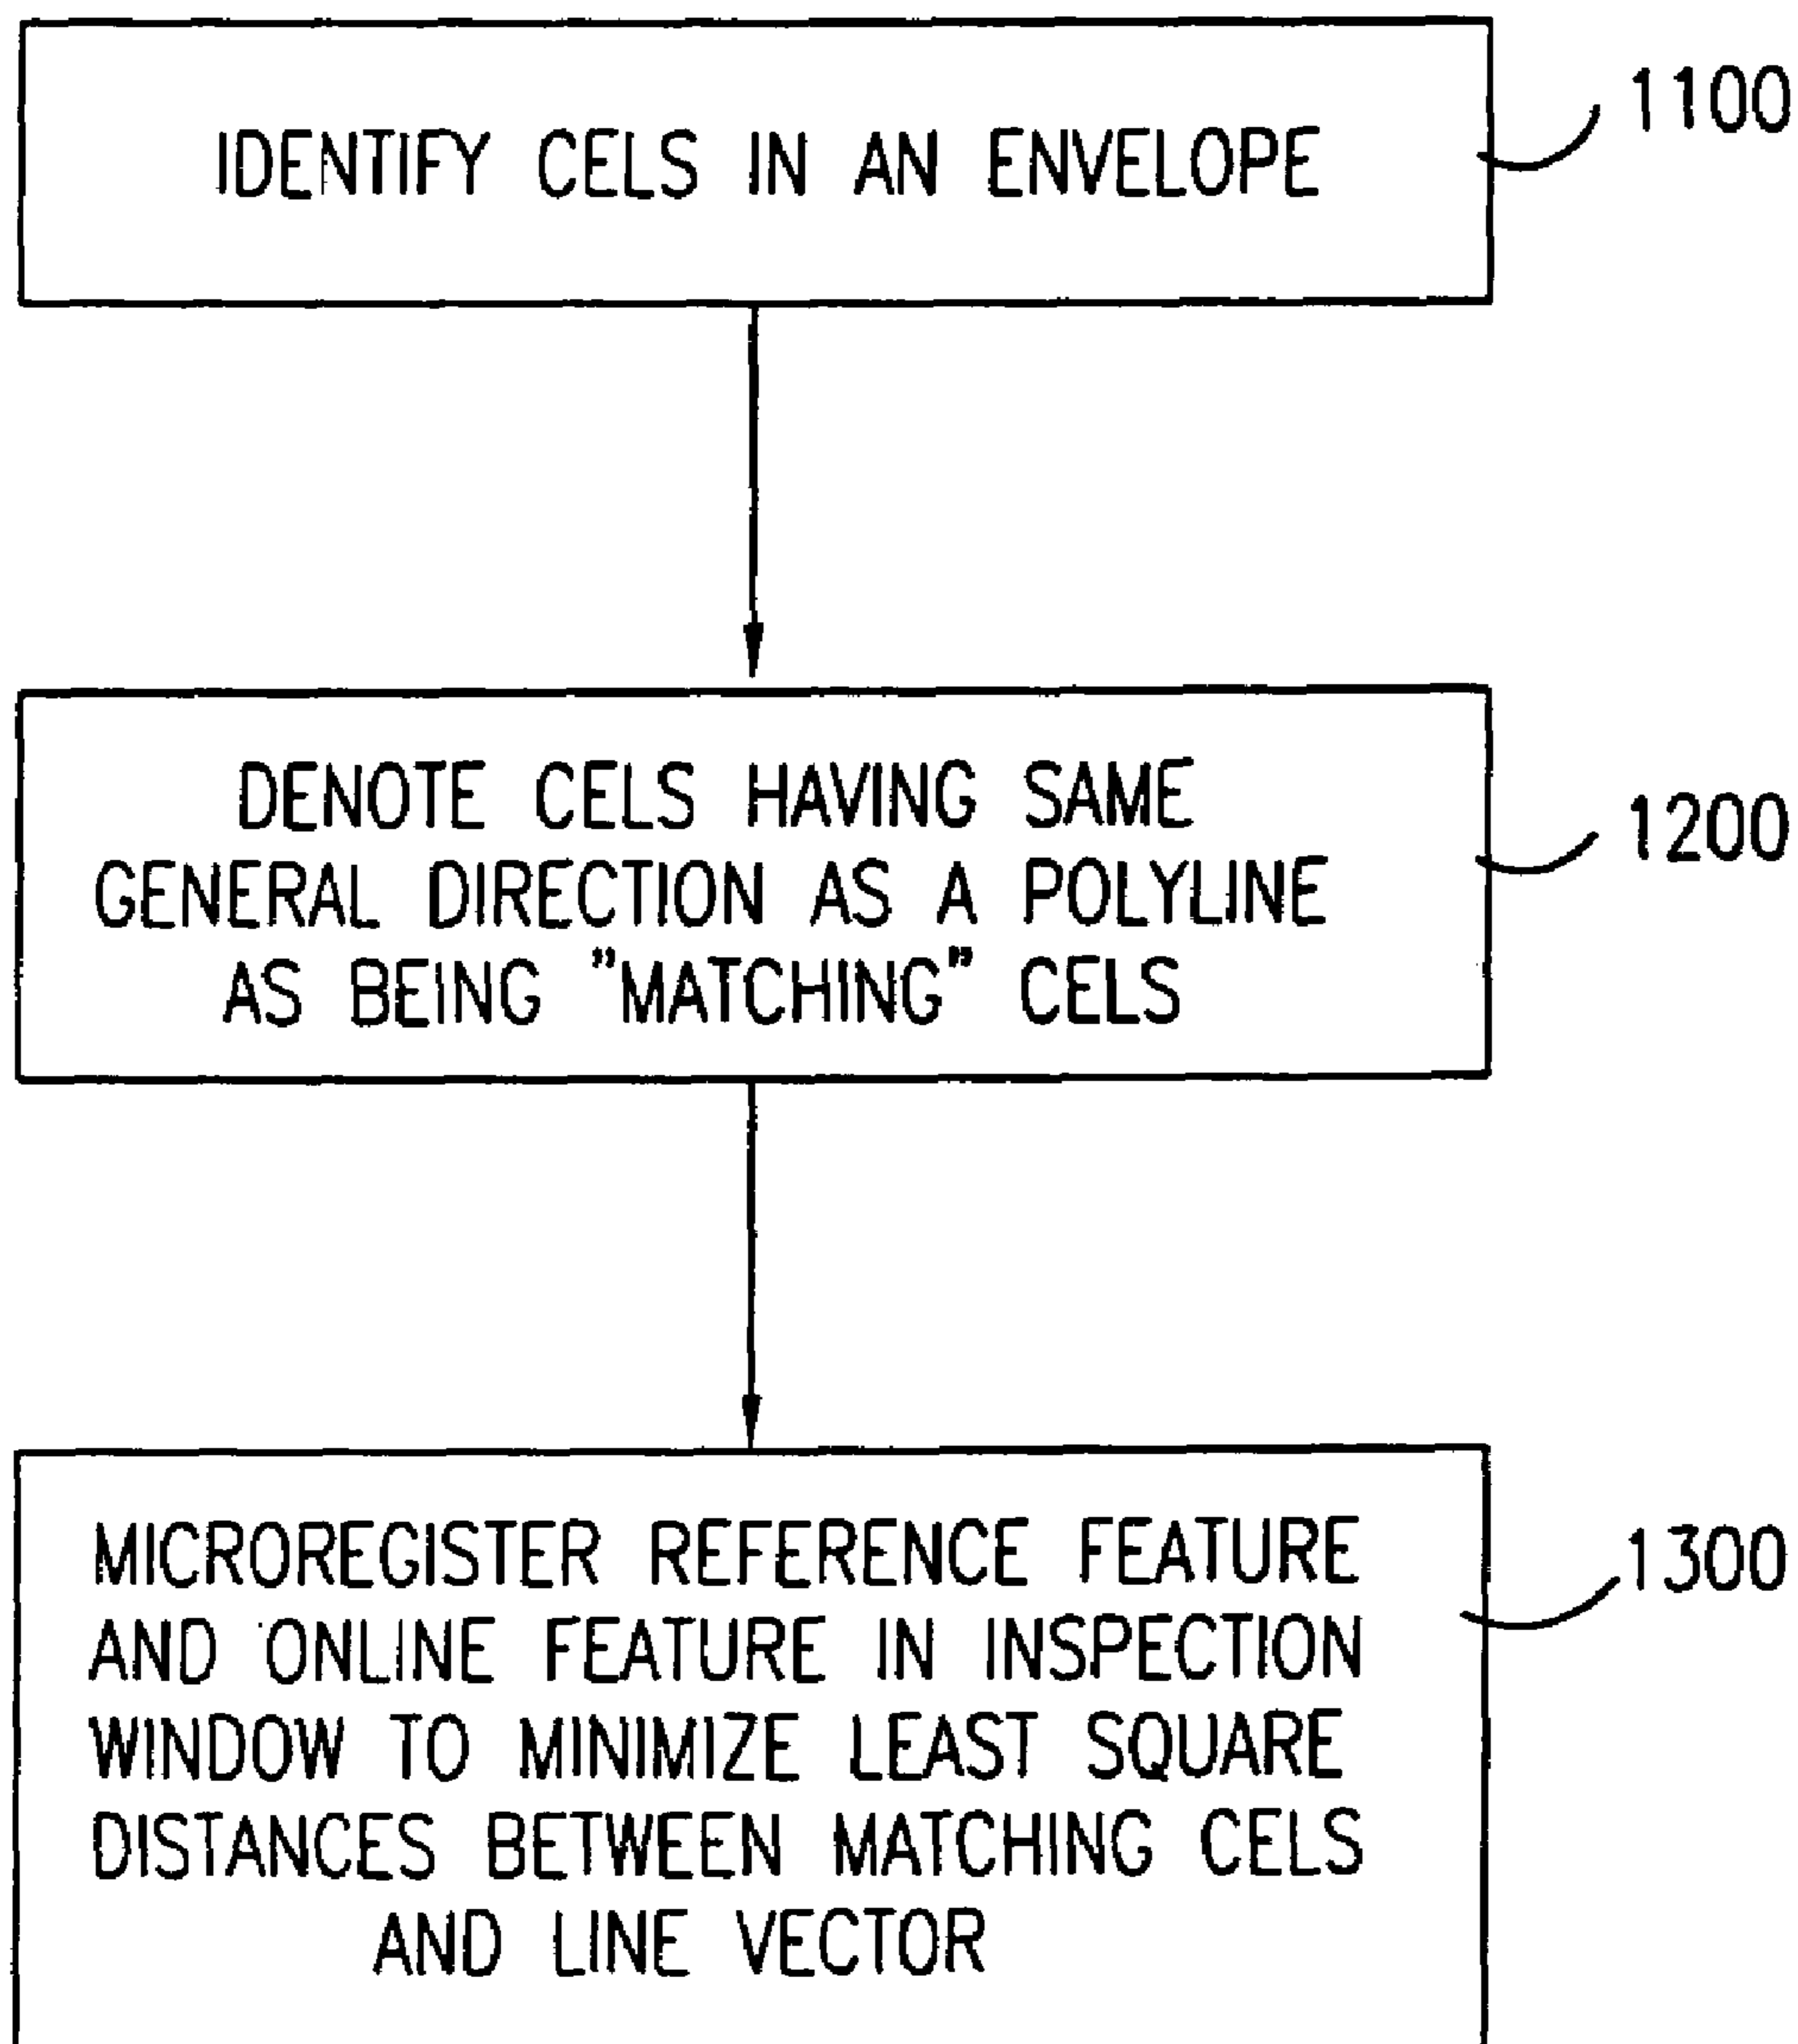 IDENTIFY CELS IN AN ENVELOPE
1100
DENOTE CELS HAVING SAME
GENERAL DIRECTION AS A POLYLINE
AS BEING "MATCHING" CELS
1200
MICROREGISTER REFERENCE FEATURE
AND ONLINE FEATURE IN INSPECTION
WINDOW TO MINIMIZE LEAST SQUARE
DISTANCES BETWEEN MATCHING CELS
AND LINE VECTOR
1300